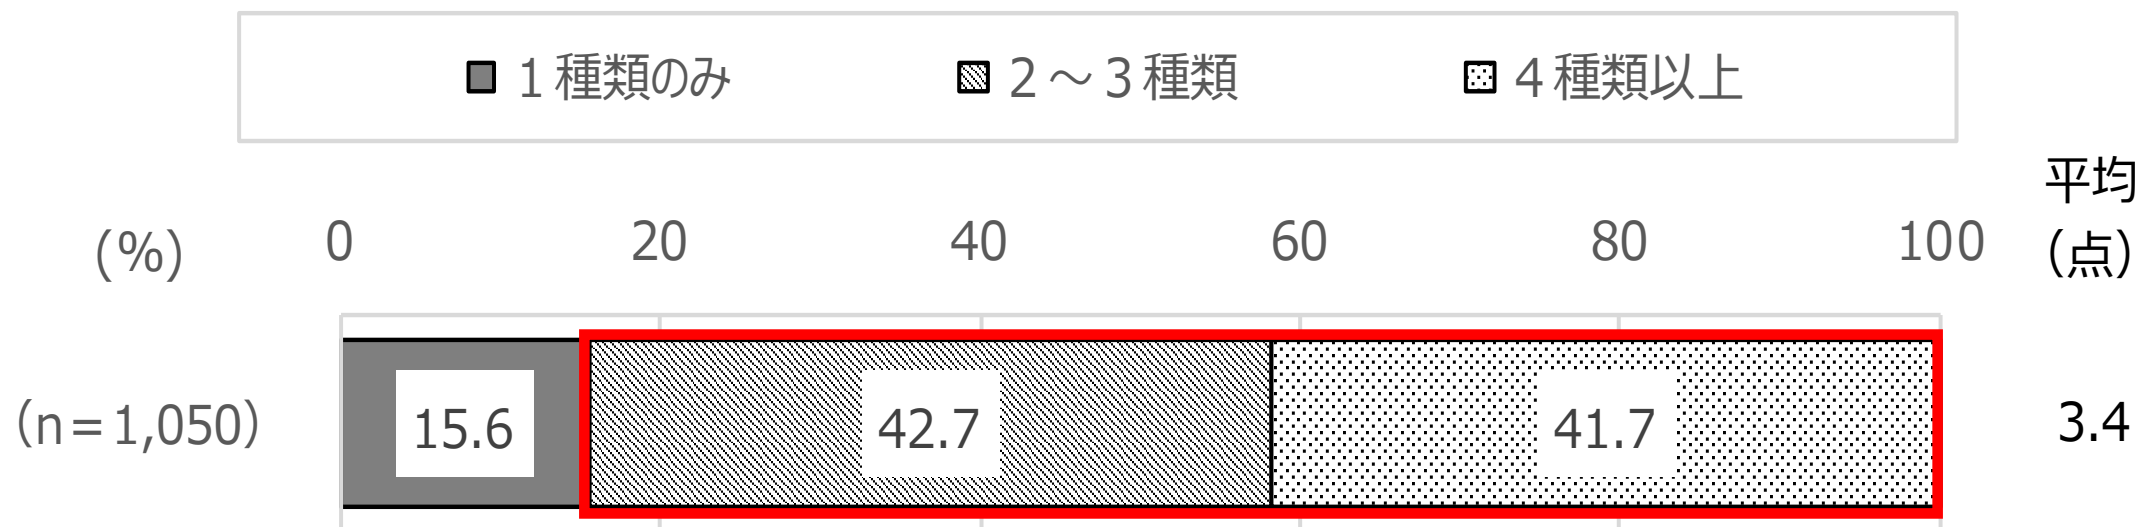 １種類のみ ２～３種類 ４種類以上
平均
(%) 0 20 40 60 80 100 (点)
(n＝1,050) 15.6 42.7 41.7 3.4